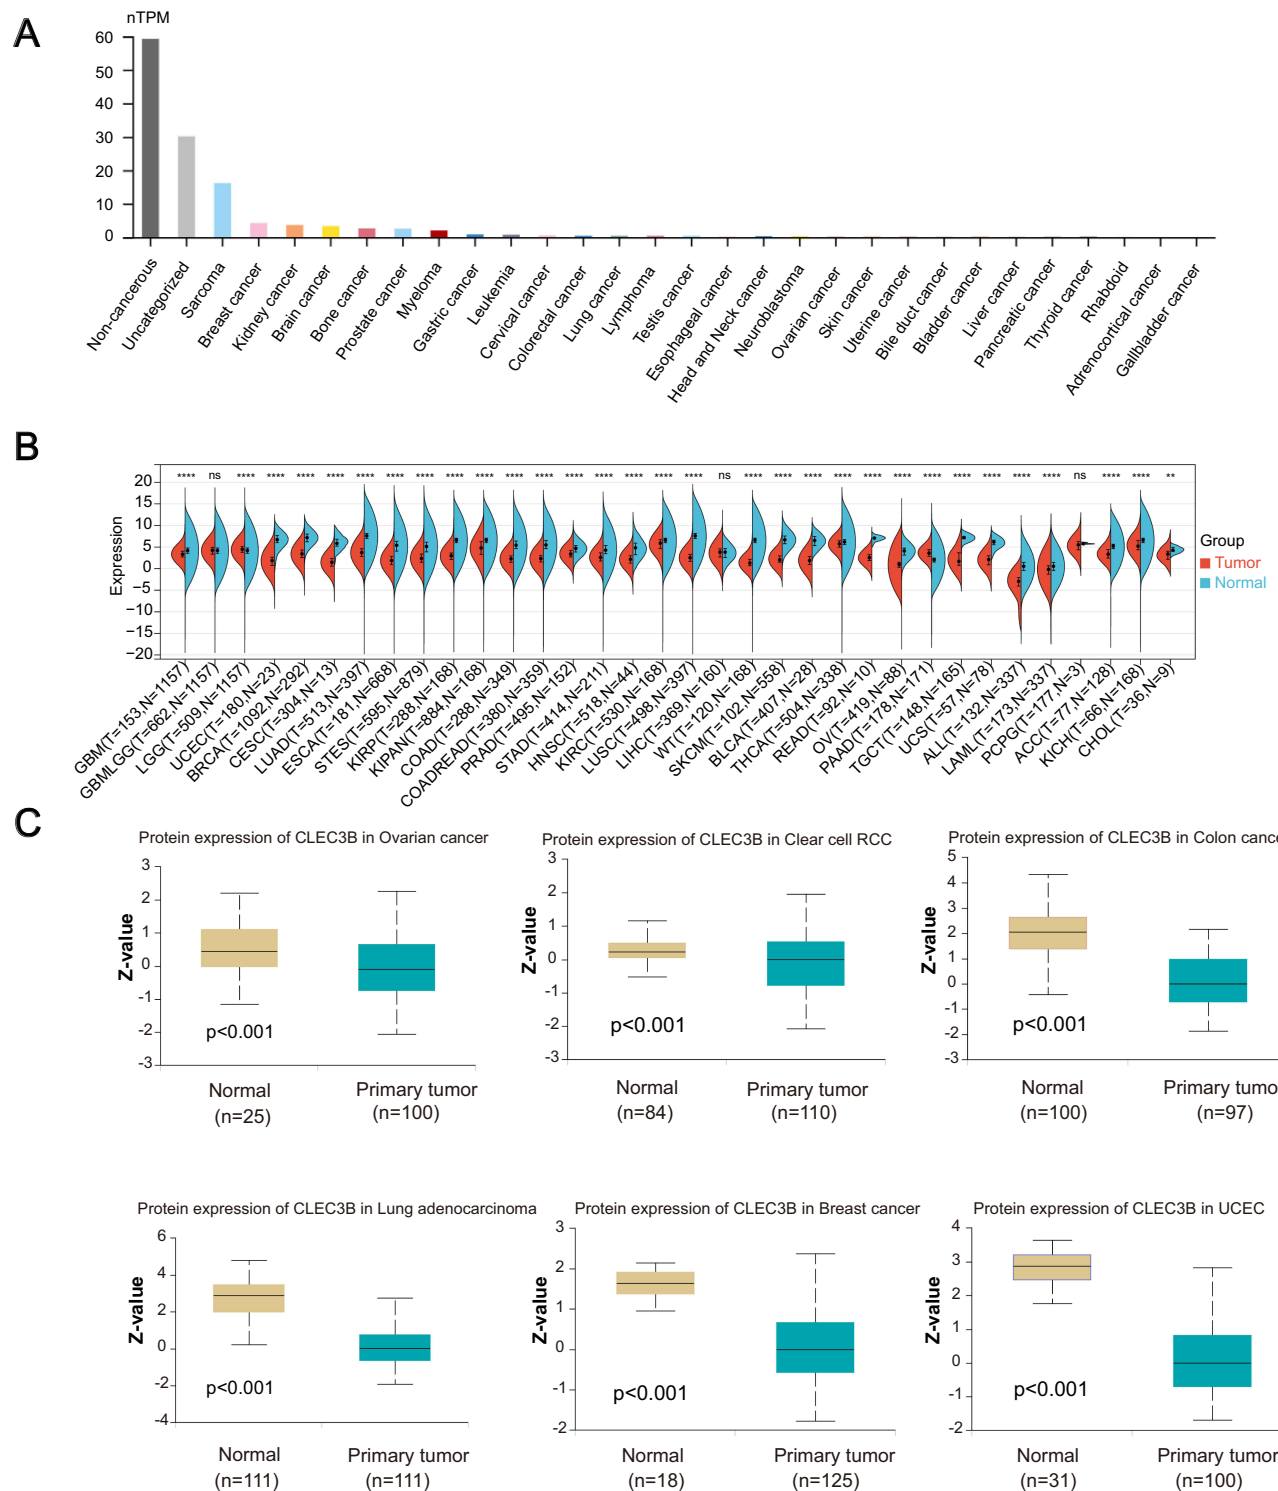 A
nTPM
60
50
40
30
20
10
0
Non-cancerous
Uncategorized
Sarcoma
Breast cancer
Kidney cancer
Brain cancer
Bone cancer
Prostate cancer
Myeloma
Gastric cancer
Leukemia
Cervical cancer
Colorectal cancer
Lung cancer
Lymphoma
Testis cancer
Esophageal cancer
Head and Neck cancer
Neuroblastoma
Ovarian cancer
Skin cancer
Uterine cancer
Bile duct cancer
Bladder cancer
Liver cancer
Pancreatic cancer
Thyroid cancer
Rhabdoid
Adrenocortical cancer
Gallbladder cancer
B
**** ns **** **** **** **** **** **** **** **** **** **** **** **** **** **** **** **** ns **** **** **** **** **** **** **** **** **** **** **** ns **** **** **
Expression
20
15
10
5
0
−5
−10
−15
−20
Group
Tumor
Normal
GBM(T=153,N=1157)
GBMLGG(T=662,N=1157)
LGG(T=509,N=1157)
UCEC(T=180,N=23)
BRCA(T=1092,N=292)
CESC(T=304,N=13)
LUAD(T=513,N=397)
ESCA(T=181,N=668)
STES(T=595,N=879)
KIRP(T=288,N=168)
KIPAN(T=884,N=168)
COAD(T=288,N=349)
COADREAD(T=380,N=359)
PRAD(T=495,N=152)
STAD(T=414,N=211)
HNSC(T=518,N=44)
KIRC(T=530,N=168)
LUSC(T=498,N=397)
LIHC(T=369,N=160)
WT(T=120,N=168)
SKCM(T=102,N=558)
BLCA(T=407,N=28)
THCA(T=504,N=338)
READ(T=92,N=10)
OV(T=419,N=88)
PAAD(T=178,N=171)
TGCT(T=148,N=165)
UCS(T=57,N=78)
ALL(T=132,N=337)
LAML(T=173,N=337)
PCPG(T=177,N=3)
ACC(T=77,N=128)
KICH(T=66,N=168)
CHOL(T=36,N=9)
C
Protein expression of CLEC3B in Ovarian cancer
Z-value
3
2
1
0
-1
-2
-3
p<0.001
Normal
(n=25)
Primary tumor
(n=100)
Protein expression of CLEC3B in Clear cell RCC
Z-value
3
2
1
0
-1
-2
-3
p<0.001
Normal
(n=84)
Primary tumor
(n=110)
Protein expression of CLEC3B in Colon cance
Z-value
5
4
3
2
1
0
-1
-2
-3
p<0.001
Normal
(n=100)
Primary tumo
(n=97)
Protein expression of CLEC3B in Lung adenocarcinoma
Z-value
6
4
2
0
-2
-4
p<0.001
Normal
(n=111)
Primary tumor
(n=111)
Protein expression of CLEC3B in Breast cancer
Z-value
3
2
1
0
-1
-2
p<0.001
Normal
(n=18)
Primary tumor
(n=125)
Protein expression of CLEC3B in UCEC
Z-value
4
3
2
1
0
-1
-2
p<0.001
Normal
(n=31)
Primary tumo
(n=100)